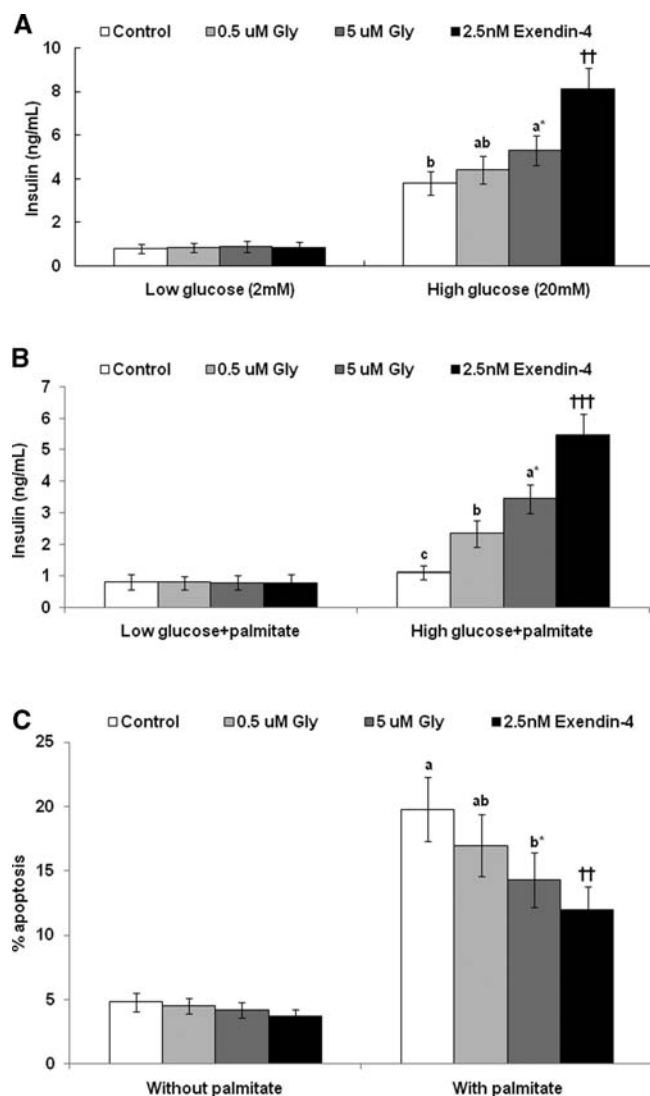 A
Control 0.5 uM Gly 5 uM Gly 2.5nM Exendin-4
Insulin (ng/mL)
10
8
6
4
2
0
b
ab
a*
††
Low glucose (2mM) High glucose (20mM)
B
Control 0.5 uM Gly 5 uM Gly 2.5nM Exendin-4
Insulin (ng/mL)
7
6
5
4
3
2
1
0
c
b
a*
†††
Low glucose+palmitate High glucose+palmitate
C
Control 0.5 uM Gly 5 uM Gly 2.5nM Exendin-4
% apoptosis
25
20
15
10
5
0
a
ab
b*
††
Without palmitate With palmitate